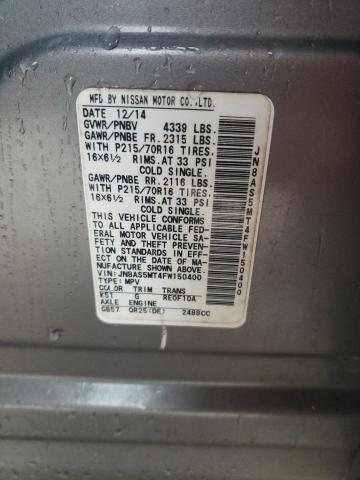 MFD.BY NISSAN MOTOR CO.,LTD.
DATE 12/14
GVWR/PNBV 4339 LBS.
GAWR/PNBE FR. 2315 LBS.
WITH P215/70R16 TIRES.
16X6½ RIMS.AT 33 PSI
COLD SINGLE.
GAWR/PNBE RR. 2116 LBS.
WITH P215/70R16 TIRES.
16X6½ RIMS.AT 33 PSI
COLD SINGLE.
THIS VEHICLE CONFORMS
TO ALL APPLICABLE FED-
ERAL MOTOR VEHICLE SA-
FETY AND THEFT PREVEN-
TION STANDARDS IN EFF-
ECT ON THE DATE OF MA-
NUFACTURE SHOWN ABOVE.
VIN:JN8AS5MT4FW150400
TYPE:MPV
COLOR TRIM TRANS
K51 G RE0F10A
AXLE ENGINE
GB57 QR25(DE) 2488CC
JN8AS5MT4FW150400